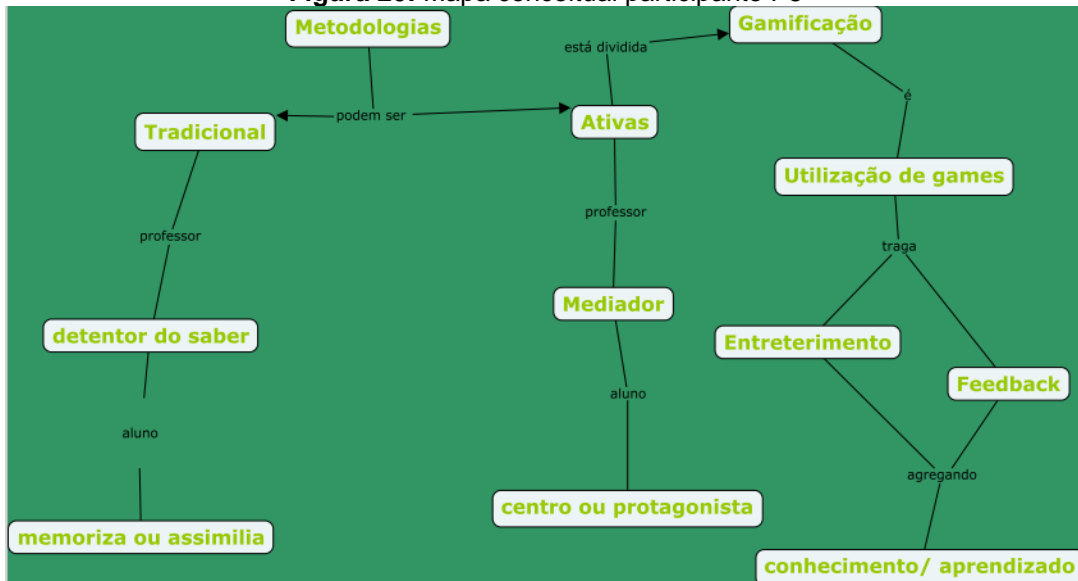 Metodologias
Gamificação
está dividida
é
podem ser
Tradicional
Ativas
Utilização de games
professor
professor
traga
detentor do saber
Mediador
Entreterimento
Feedback
aluno
aluno
agregando
memoriza ou assimilia
centro ou protagonista
conhecimento/ aprendizado